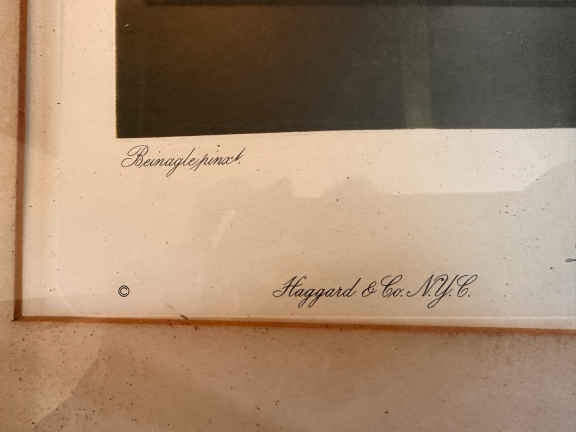 Beinagle, pinxt.
© Haggard & Co. N.Y.C.